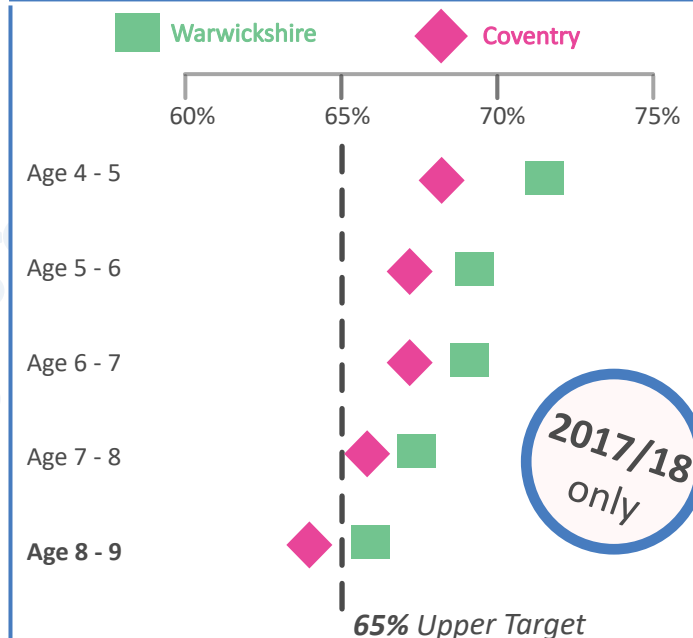 Warwickshire
Coventry
60%
65%
70%
75%
Age 4 - 5
Age 5 - 6
Age 6 - 7
Age 7 - 8
Age 8 - 9
2017/18
only
65% Upper Target